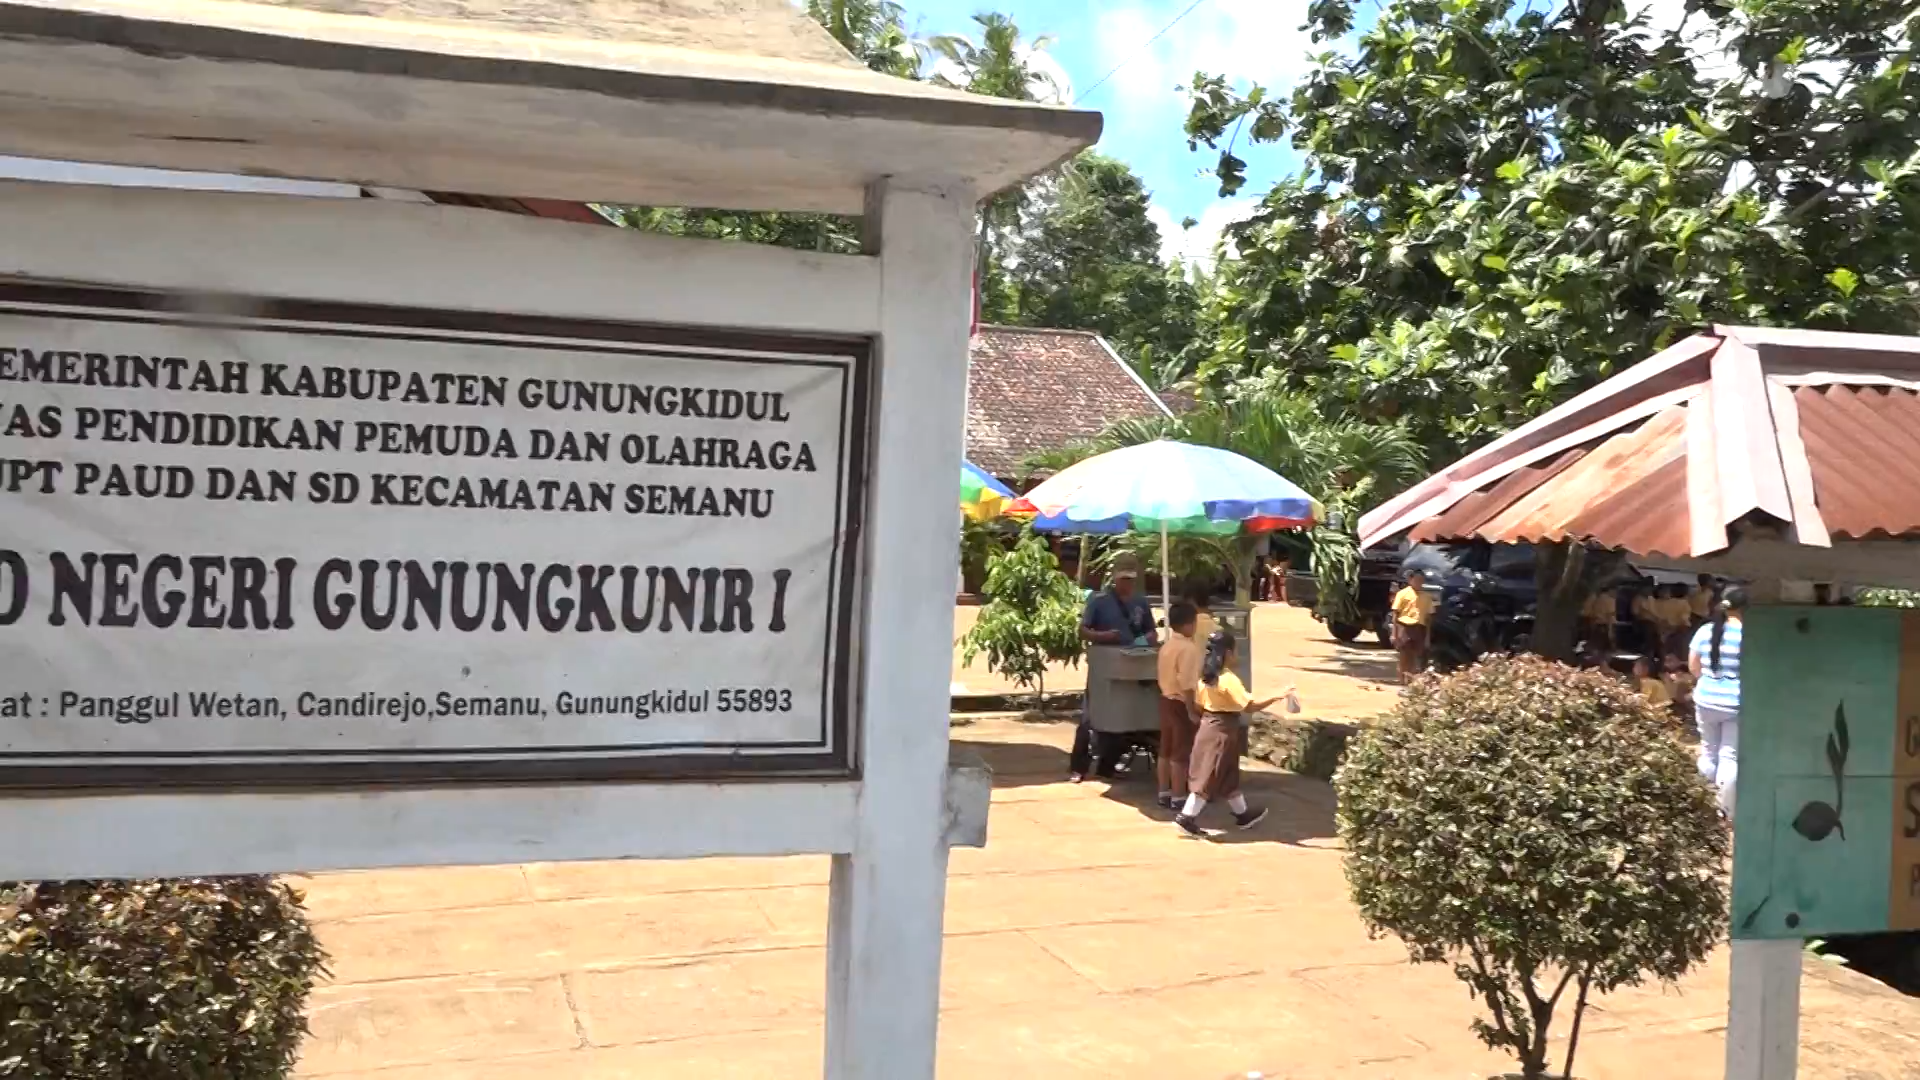 EMERINTAH KABUPATEN GUNUNGKIDUL
AS PENDIDIKAN PEMUDA DAN OLAHRAGA
UPT PAUD DAN SD KECAMATAN SEMANU
D NEGERI GUNUNGKUNIR I
at : Panggul Wetan, Candirejo,Semanu, Gunungkidul 55893